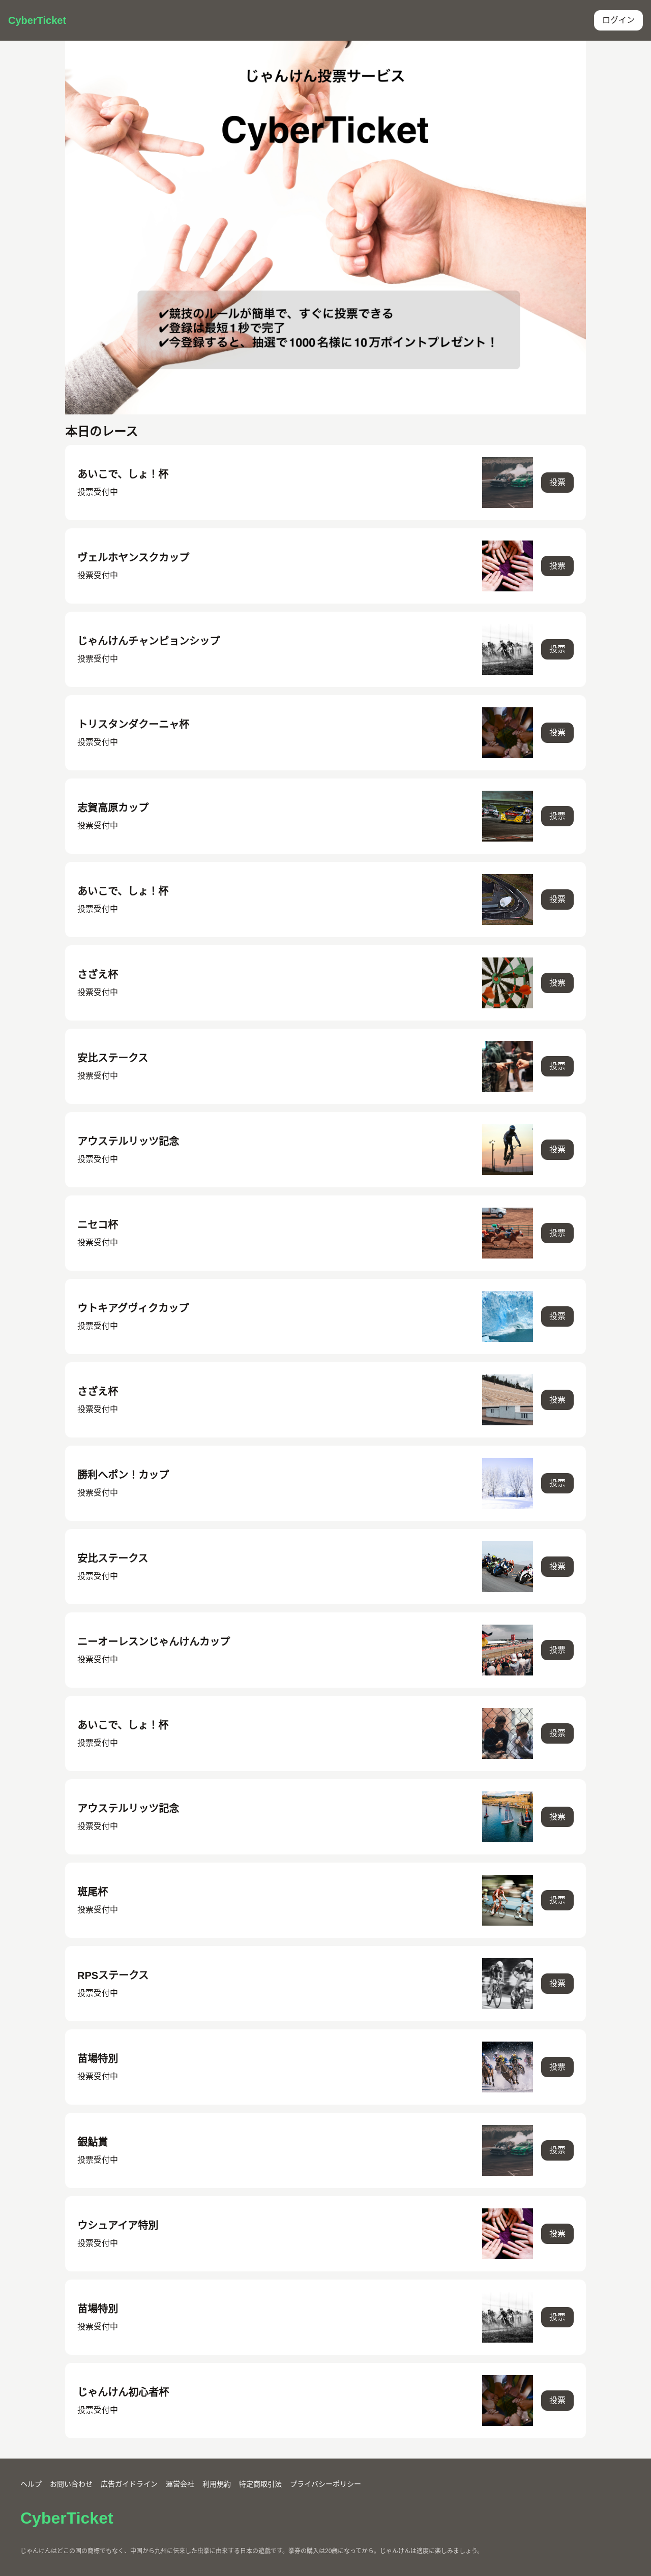 CyberTicket
ログイン
じゃんけん投票サービス
CyberTicket
✔競技のルールが簡単で、すぐに投票できる
✔登録は最短1秒で完了
✔今登録すると、抽選で1000名様に10万ポイントプレゼント！
本日のレース
あいこで、しょ！杯
投票受付中
投票
ヴェルホヤンスクカップ
投票受付中
投票
じゃんけんチャンピョンシップ
投票受付中
投票
トリスタンダクーニャ杯
投票受付中
投票
志賀高原カップ
投票受付中
投票
あいこで、しょ！杯
投票受付中
投票
さざえ杯
投票受付中
投票
安比ステークス
投票受付中
投票
アウステルリッツ記念
投票受付中
投票
ニセコ杯
投票受付中
投票
ウトキアグヴィクカップ
投票受付中
投票
さざえ杯
投票受付中
投票
勝利へポン！カップ
投票受付中
投票
安比ステークス
投票受付中
投票
ニーオーレスンじゃんけんカップ
投票受付中
投票
あいこで、しょ！杯
投票受付中
投票
アウステルリッツ記念
投票受付中
投票
斑尾杯
投票受付中
投票
RPSステークス
投票受付中
投票
苗場特別
投票受付中
投票
銀鮎賞
投票受付中
投票
ウシュアイア特別
投票受付中
投票
苗場特別
投票受付中
投票
じゃんけん初心者杯
投票受付中
投票
ヘルプ お問い合わせ 広告ガイドライン 運営会社 利用規約 特定商取引法 プライバシーポリシー
CyberTicket
じゃんけんはどこの国の商標でもなく、中国から九州に伝来した虫拳に由来する日本の遊戯です。拳券の購入は20歳になってから。じゃんけんは適度に楽しみましょう。